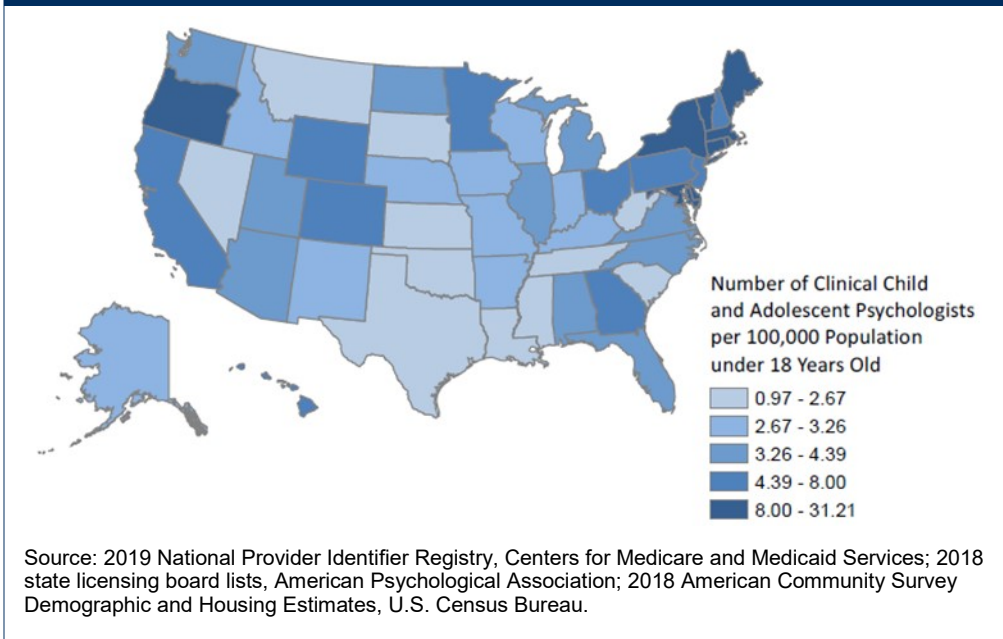 Number of Clinical Child
and Adolescent Psychologists
per 100,000 Population
under 18 Years Old
0.97 - 2.67
2.67 - 3.26
3.26 - 4.39
4.39 - 8.00
8.00 - 31.21
Source: 2019 National Provider Identifier Registry, Centers for Medicare and Medicaid Services; 2018
state licensing board lists, American Psychological Association; 2018 American Community Survey
Demographic and Housing Estimates, U.S. Census Bureau.